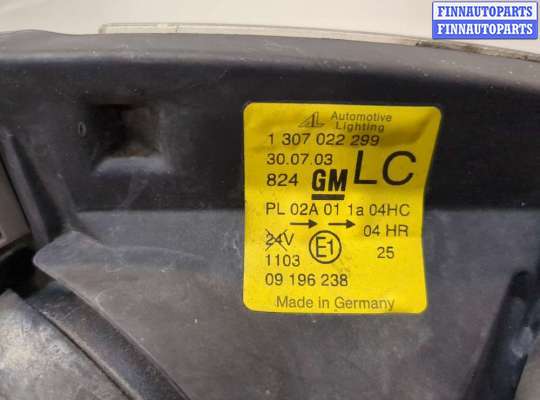 FINNAUTOPARTS
FINNAUTOPARTS
AL Automotive
Lighting
1 307 022 299
30.07.03
824 GM LC
PL 02A 01 1a 04HC
→ → 04 HR
24V E1 25
1103
09 196 238
Made in Germany